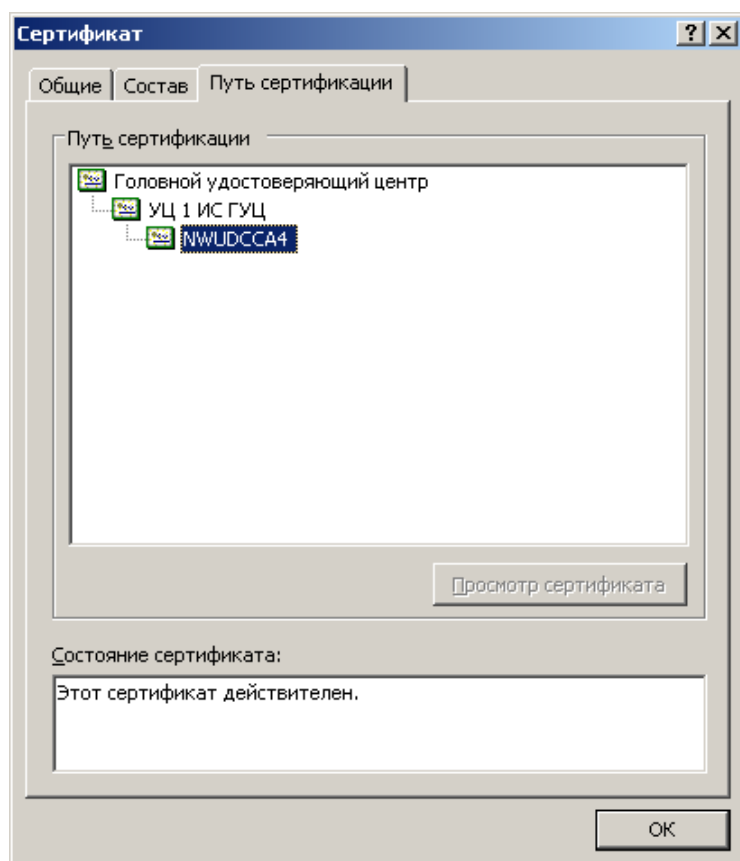 Сертификат
Общие Состав Путь сертификации
Путь сертификации
Головной удостоверяющий центр
УЦ 1 ИС ГУЦ
NWUDCCA4
Просмотр сертификата
Состояние сертификата:
Этот сертификат действителен.
OK